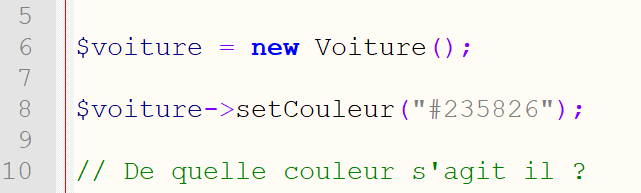 5
6 $voiture = new Voiture();
7
8 $voiture->setCouleur("#235826");
9
10 // De quelle couleur s'agit il ?